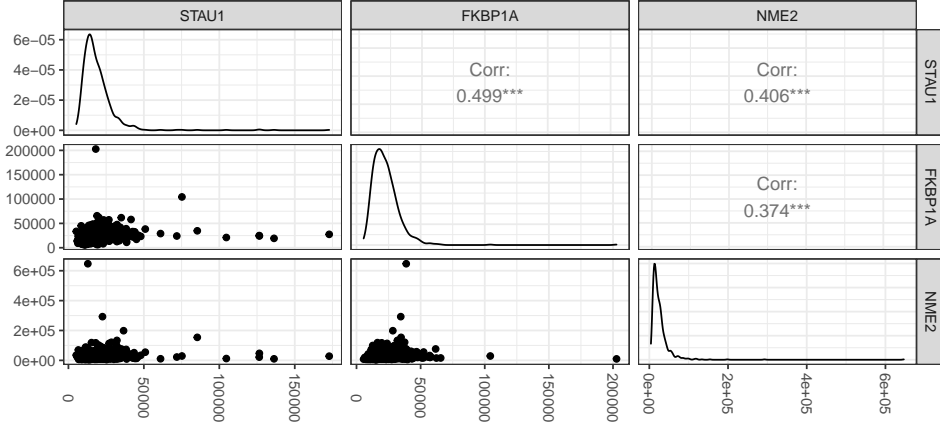 STAU1
FKBP1A
NME2
6e−05
4e−05
2e−05
0e+00
Corr:
0.499***
Corr:
0.406***
STAU1
200000
150000
100000
50000
0
Corr:
0.374***
FKBP1A
6e+05
4e+05
2e+05
0e+00
NME2
0
50000
100000
150000
0
50000
100000
150000
200000
0e+00
2e+05
4e+05
6e+05